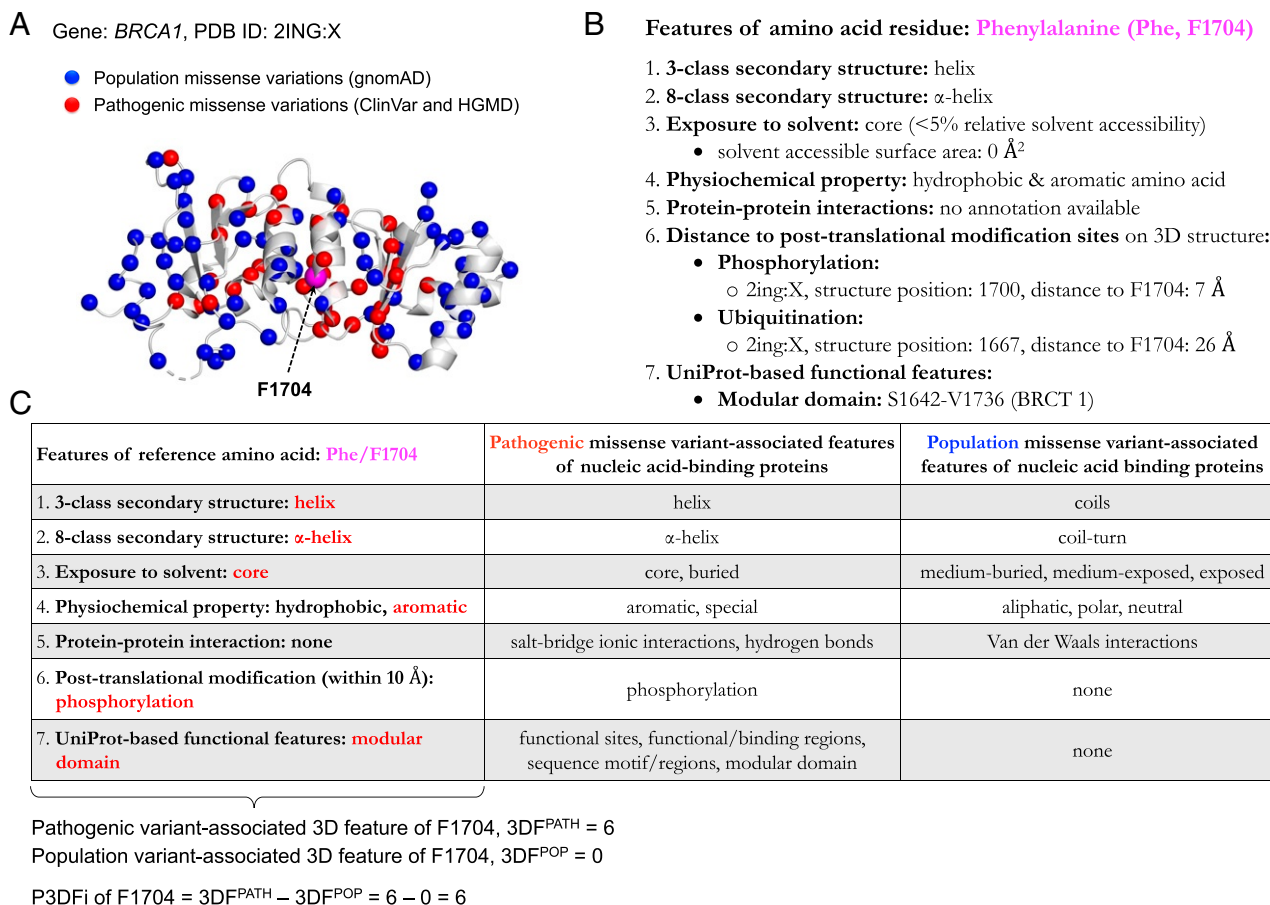 A
Gene: BRCA1, PDB ID: 2ING:X
Population missense variations (gnomAD)
Pathogenic missense variations (ClinVar and HGMD)
F1704
B
Features of amino acid residue: Phenylalanine (Phe, F1704)
1. 3-class secondary structure: helix
2. 8-class secondary structure: α-helix
3. Exposure to solvent: core (<5% relative solvent accessibility)
• solvent accessible surface area: 0 Å²
4. Physiochemical property: hydrophobic & aromatic amino acid
5. Protein-protein interactions: no annotation available
6. Distance to post-translational modification sites on 3D structure:
• Phosphorylation:
○ 2ing:X, structure position: 1700, distance to F1704: 7 Å
• Ubiquitination:
○ 2ing:X, structure position: 1667, distance to F1704: 26 Å
7. UniProt-based functional features:
• Modular domain: S1642-V1736 (BRCT 1)
C
Features of reference amino acid: Phe/F1704
Pathogenic missense variant-associated features
of nucleic acid-binding proteins
Population missense variant-associated
features of nucleic acid binding proteins
1. 3-class secondary structure: helix
helix
coils
2. 8-class secondary structure: α-helix
α-helix
coil-turn
3. Exposure to solvent: core
core, buried
medium-buried, medium-exposed, exposed
4. Physiochemical property: hydrophobic, aromatic
aromatic, special
aliphatic, polar, neutral
5. Protein-protein interaction: none
salt-bridge ionic interactions, hydrogen bonds
Van der Waals interactions
6. Post-translational modification (within 10 Å):
phosphorylation
phosphorylation
none
7. UniProt-based functional features: modular
domain
functional sites, functional/binding regions,
sequence motif/regions, modular domain
none
Pathogenic variant-associated 3D feature of F1704, 3DF^PATH = 6
Population variant-associated 3D feature of F1704, 3DF^POP = 0
P3DFi of F1704 = 3DF^PATH – 3DF^POP = 6 – 0 = 6